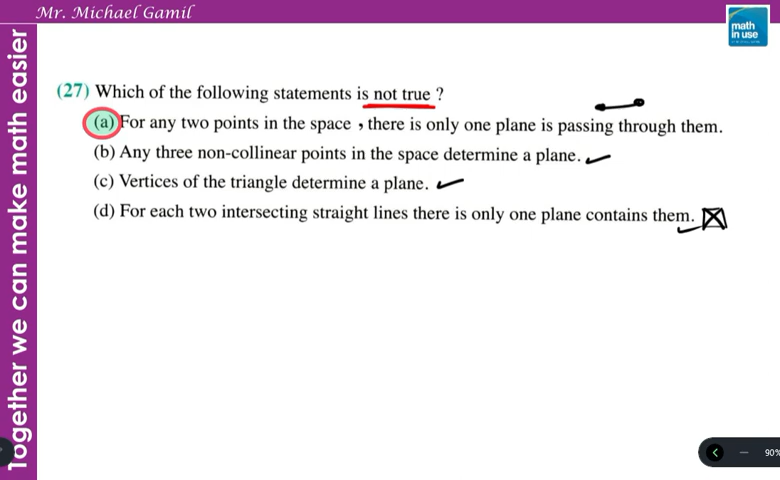 Mr. Michael Gamil
math
in use
Together we can make math easier
(27) Which of the following statements is not true ?
(a) For any two points in the space , there is only one plane is passing through them.
(b) Any three non-collinear points in the space determine a plane.
(c) Vertices of the triangle determine a plane.
(d) For each two intersecting straight lines there is only one plane contains them.
90%